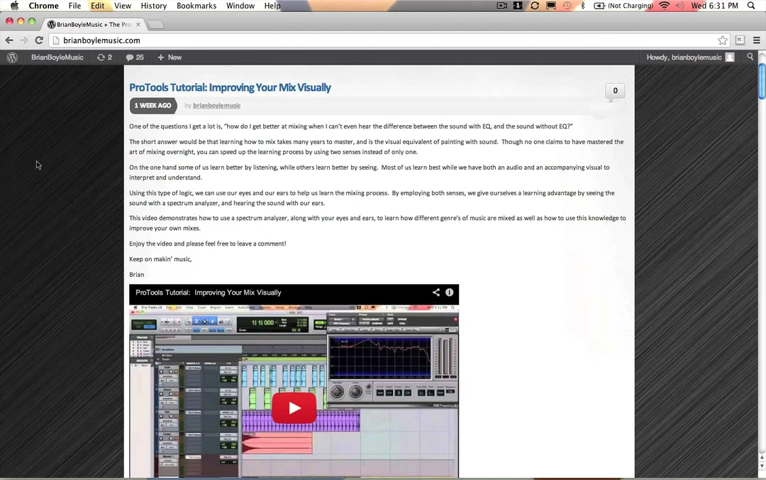 Chrome File Edit View History Bookmarks Window Help (Not Charging) Wed 6:31 PM
BrianBoyleMusic » The Pro
brianboylemusic.com
BrianBoyleMusic 2 25 + New Howdy, brianboylemusic
ProTools Tutorial: Improving Your Mix Visually
0
1 WEEK AGO by brianboylemusic
One of the questions I get a lot is, "how do I get better at mixing when I can't even hear the difference between the sound with EQ, and the sound without EQ?"
The short answer would be that learning how to mix takes many years to master, and is the visual equivalent of painting with sound. Though no one claims to have mastered the
art of mixing overnight, you can speed up the learning process by using two senses instead of only one.
On the one hand some of us learn better by listening, while others learn better by seeing. Most of us learn best while we have both an audio and an accompanying visual to
interpret and understand.
Using this type of logic, we can use our eyes and our ears to help us learn the mixing process. By employing both senses, we give ourselves a learning advantage by seeing the
sound with a spectrum analyzer, and hearing the sound with our ears.
This video demonstrates how to use a spectrum analyzer, along with your eyes and ears, to learn how different genre's of music are mixed as well as how to use this knowledge to
improve your own mixes.
Enjoy the video and please feel free to leave a comment!
Keep on makin' music,
Brian
ProTools Tutorial: Improving Your Mix Visually